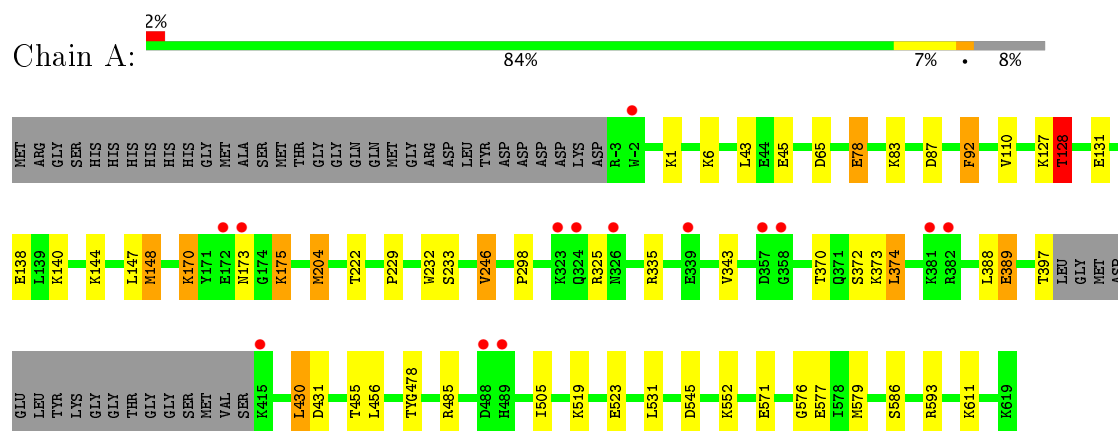 2%
Chain A:
84% 7% • 8%
MET ARG GLY SER HIS HIS HIS HIS HIS HIS GLY MET ALA SER MET THR GLY GLY GLN GLN MET GLY ARG ASP LEU TYR ASP ASP ASP ASP LYS ASP R-3 W-2 K1 K6 L43 E44 E45 D65 E78 K83 D87 F92 V110 K127 T128 E131
E138 L139 K140 K144 L147 M148 K170 Y171 E172 N173 G174 K175 M204 T222 P229 W232 S233 V246 P298 K323 Q324 R325 N326 R335 E339 V343 D357 G358 T370 Q371 S372 K373 L374 K381 R382 L388 E389 T397 LEU GLY MET ASP
GLU LEU TYR LYS GLY GLY THR GLY GLY SER MET VAL SER K415 L430 D431 T455 L456 TYG478 R485 D488 H489 I505 K519 E523 L531 D545 K552 E571 G576 E577 I578 M579 S586 R593 K611 K619